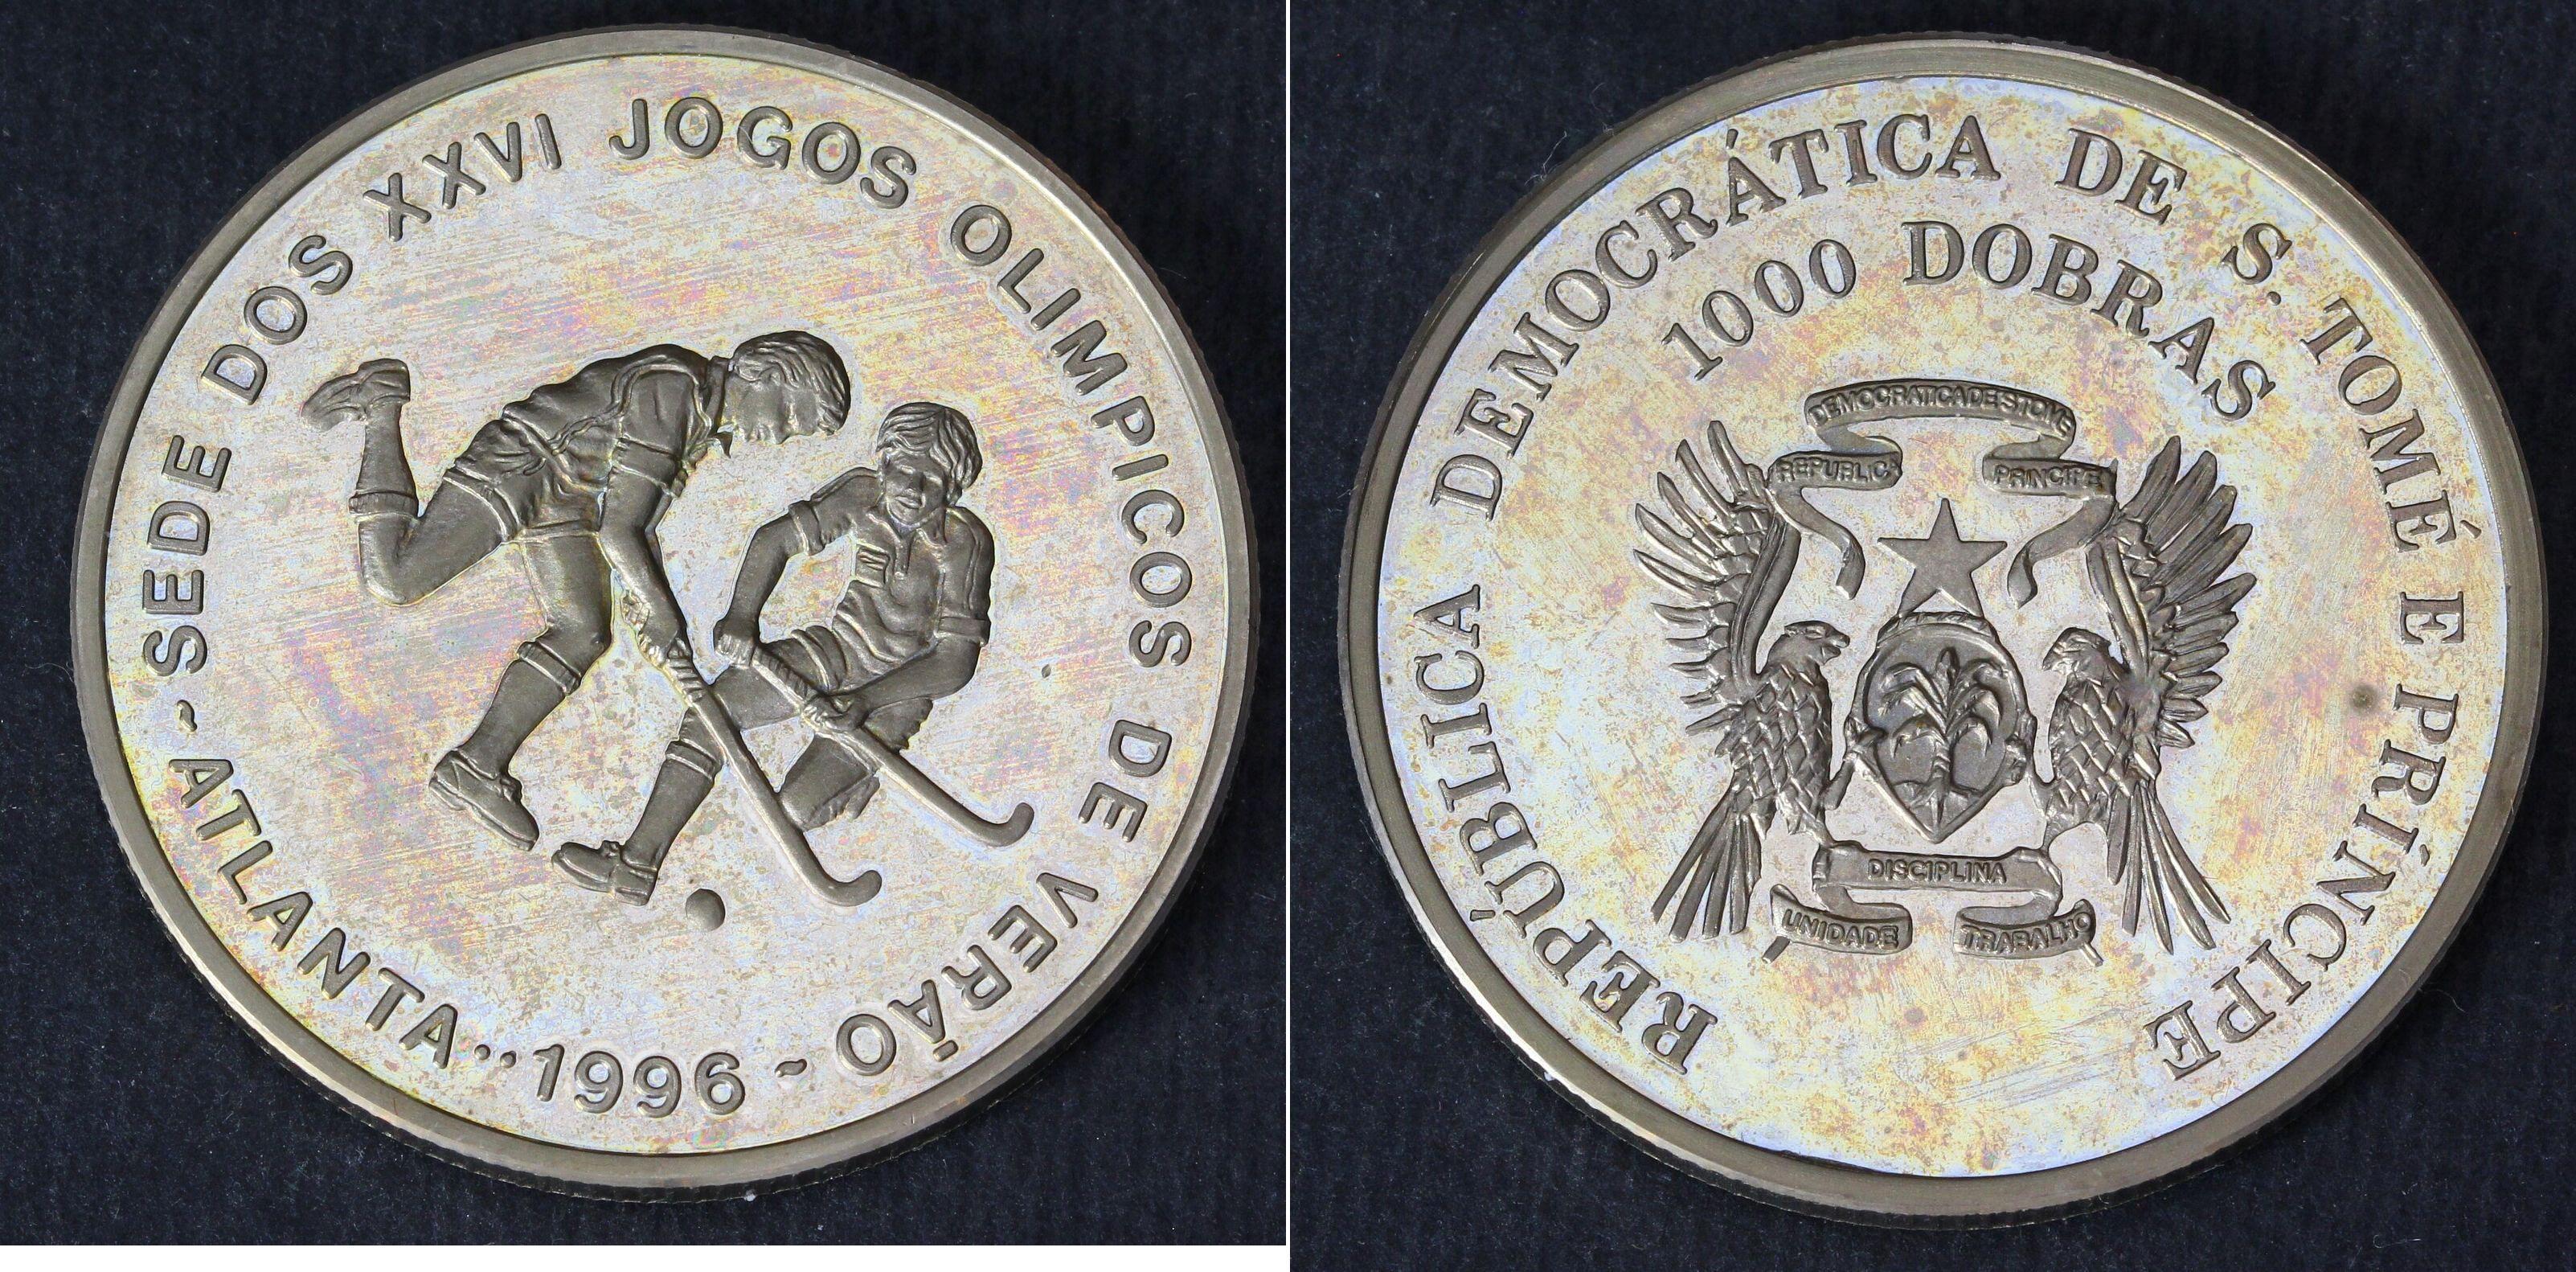 ATLANTA ~ SEDE DOS XXVI JOGOS OLIMPICOS DE VERÃO ~ 1996 ··
REPÚBLICA DEMOCRÁTICA DE S. TOMÉ E PRÍNCIPE
1000 DOBRAS
REPUBLICA DEMOCRATICA DE S TOME PRINCIPE
DISCIPLINA
UNIDADE TRABALHO